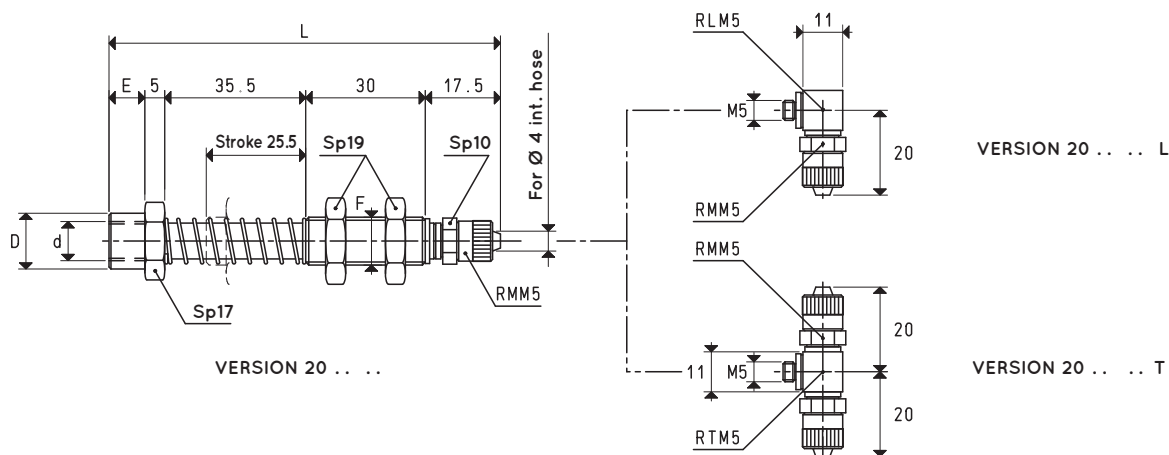 L
E
5
35.5
30
17.5
Stroke 25.5
Sp19
Sp10
For Ø 4 int. hose
D
d
F
Sp17
RMM5
VERSION 20 .. ..
RLM5
11
M5
20
VERSION 20 .. .. L
RMM5
RMM5
20
11
M5
VERSION 20 .. .. T
20
RTM5